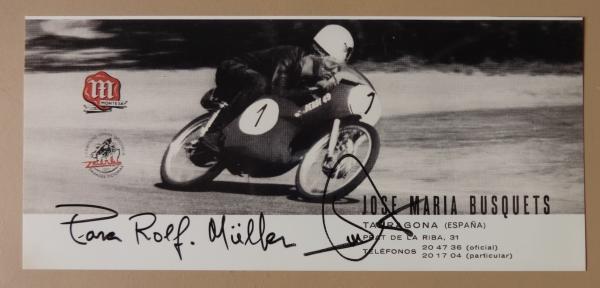 1
1
m
MONTESA
JOSE MARIA BUSQUETS
TARRAGONA (ESPAÑA)
PRAT DE LA RIBA, 31
TELÉFONOS 20 47 36 (oficial)
20 17 04 (particular)
Para Rolf. Müller